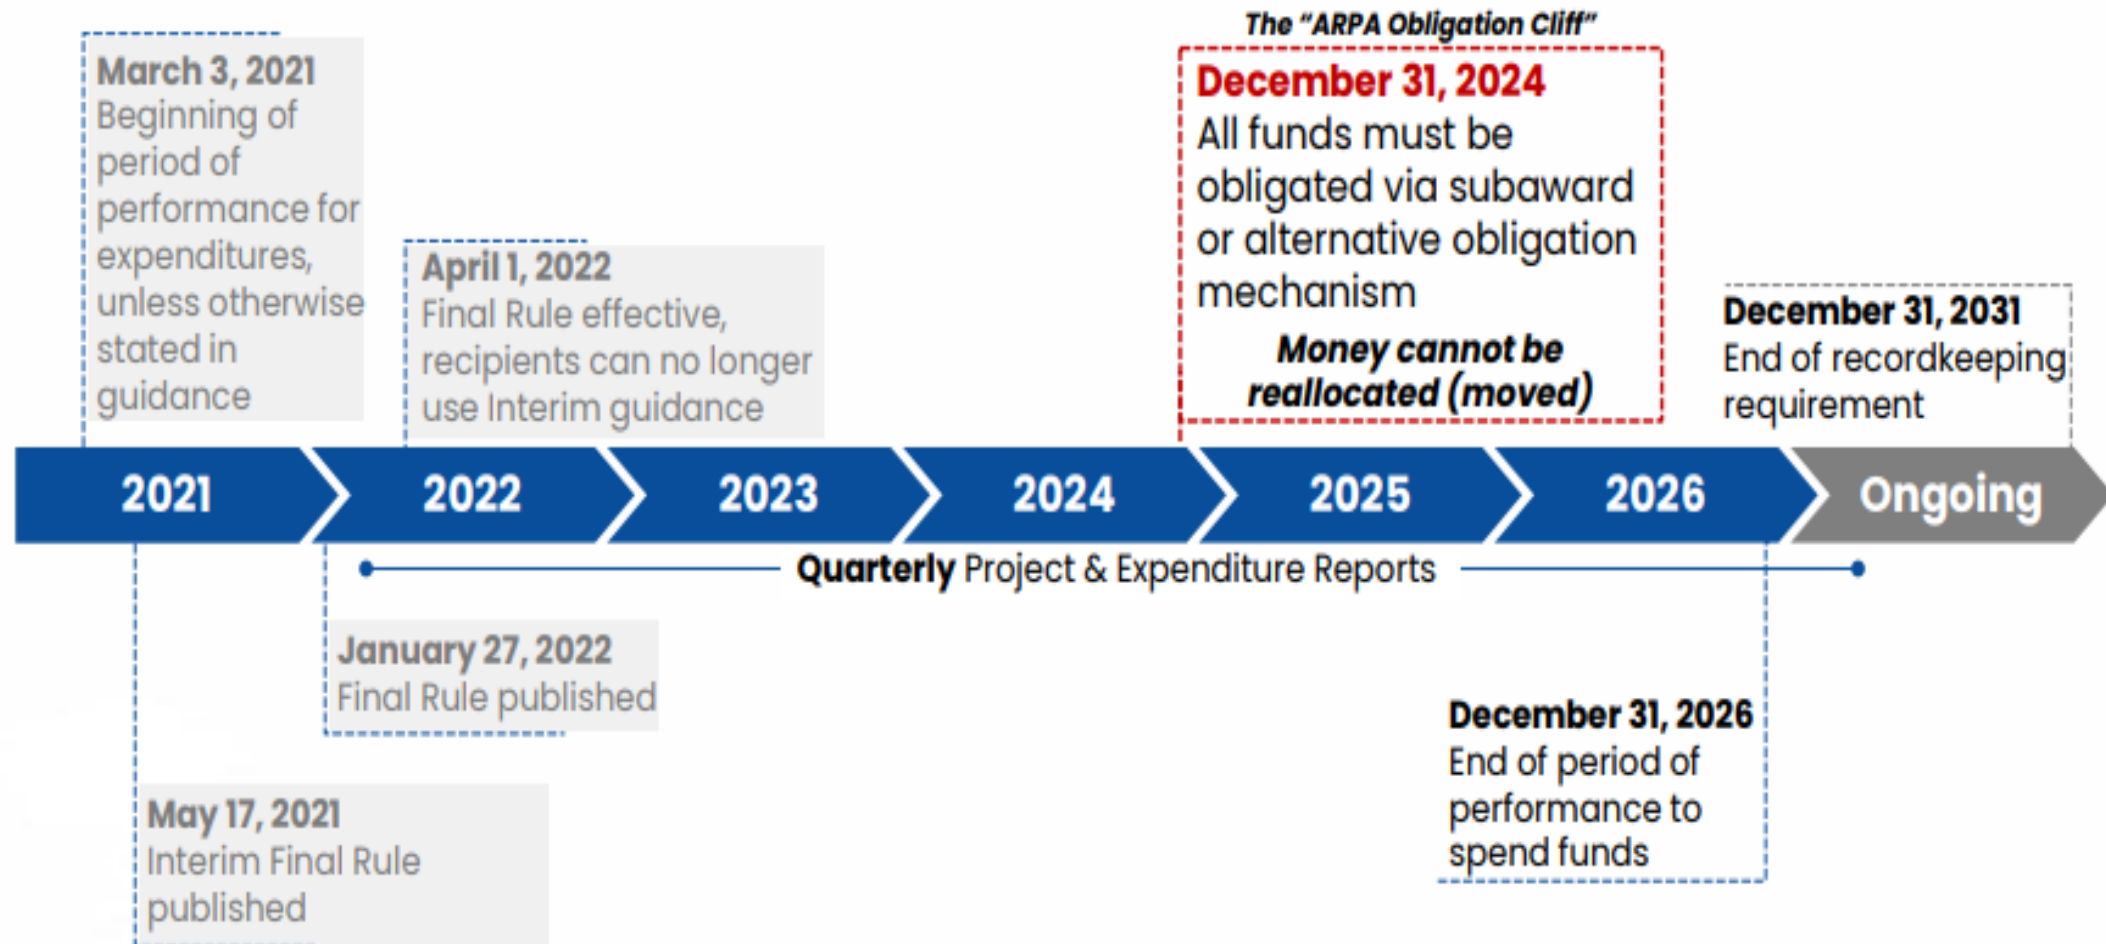 The “ARPA Obligation Cliff”
March 3, 2021
Beginning of
period of
performance for
expenditures,
unless otherwise
stated in
guidance
April 1, 2022
Final Rule effective,
recipients can no longer
use Interim guidance
December 31, 2024
All funds must be
obligated via subaward
or alternative obligation
mechanism
Money cannot be
reallocated (moved)
December 31, 2031
End of recordkeeping
requirement
2021
2022
2023
2024
2025
2026
Ongoing
Quarterly Project & Expenditure Reports
January 27, 2022
Final Rule published
May 17, 2021
Interim Final Rule
published
December 31, 2026
End of period of
performance to
spend funds